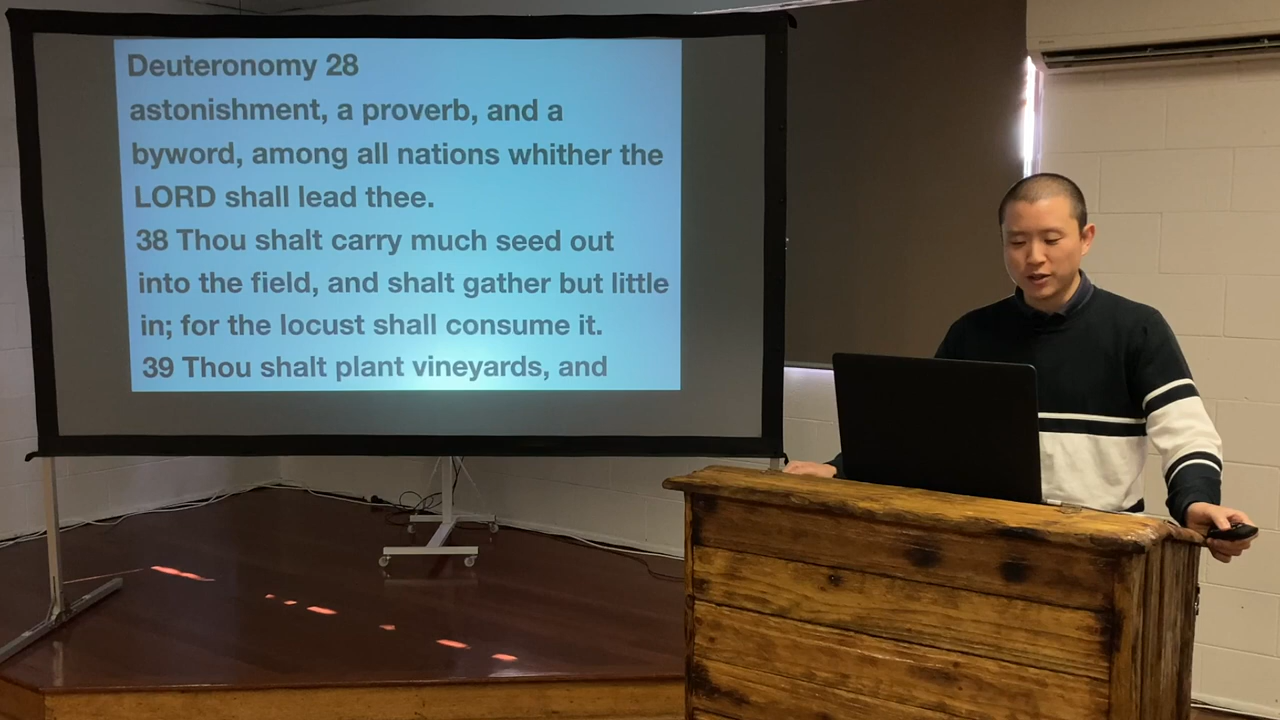 Deuteronomy 28
astonishment, a proverb, and a
byword, among all nations whither the
LORD shall lead thee.
38 Thou shalt carry much seed out
into the field, and shalt gather but little
in; for the locust shall consume it.
39 Thou shalt plant vineyards, and